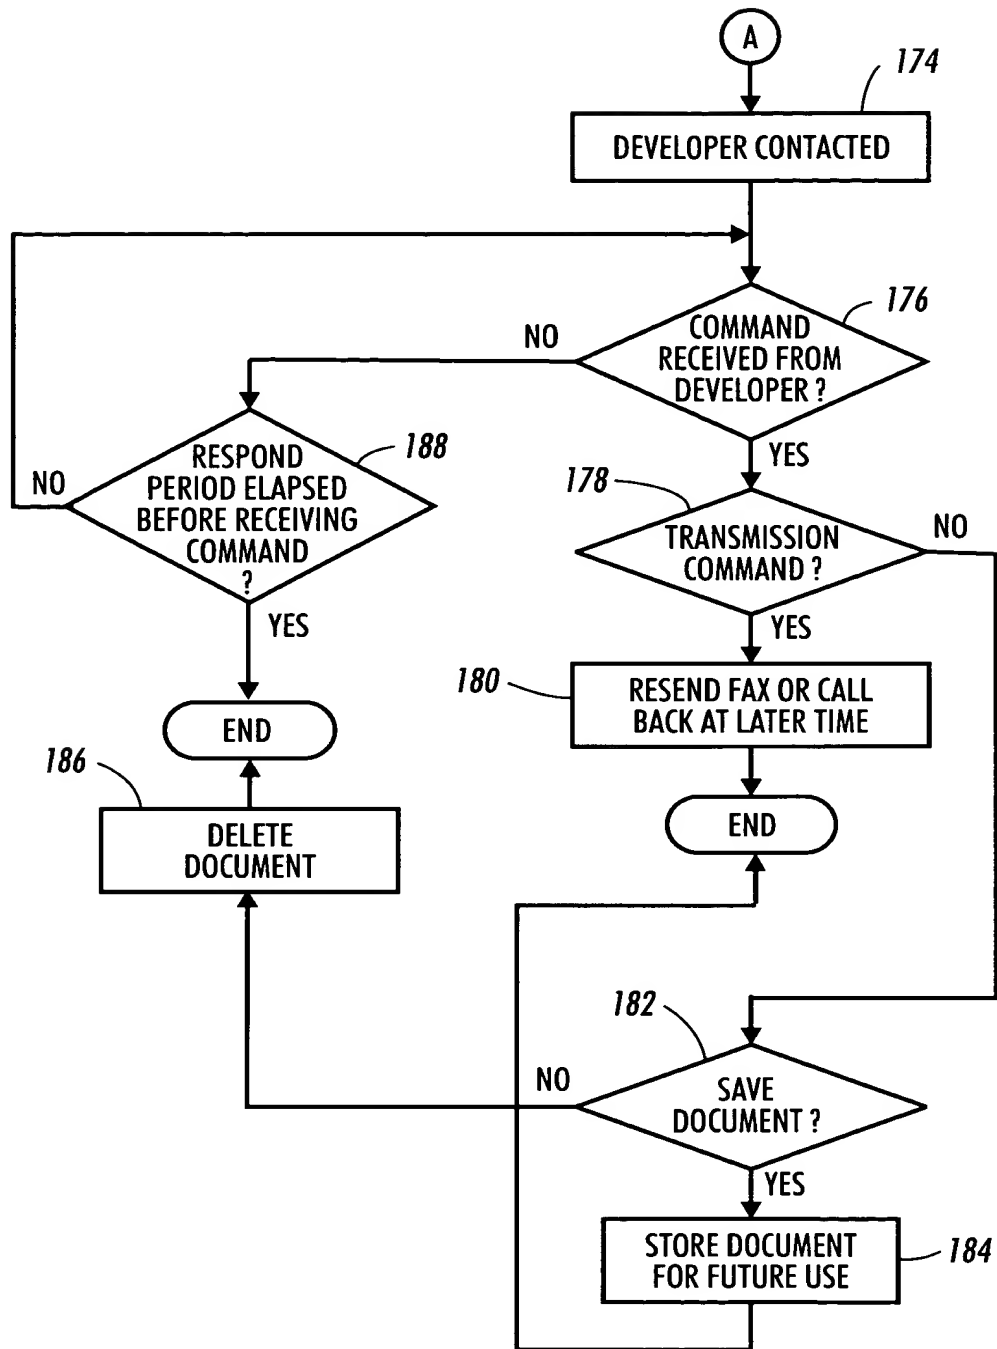 A
174
DEVELOPER CONTACTED
176
COMMAND
RECEIVED FROM
DEVELOPER ?
NO
YES
188
RESPOND
PERIOD ELAPSED
BEFORE RECEIVING
COMMAND
?
NO
YES
178
TRANSMISSION
COMMAND ?
NO
YES
180
RESEND FAX OR CALL
BACK AT LATER TIME
END
186
DELETE
DOCUMENT
END
182
SAVE
DOCUMENT ?
NO
YES
STORE DOCUMENT
FOR FUTURE USE
184